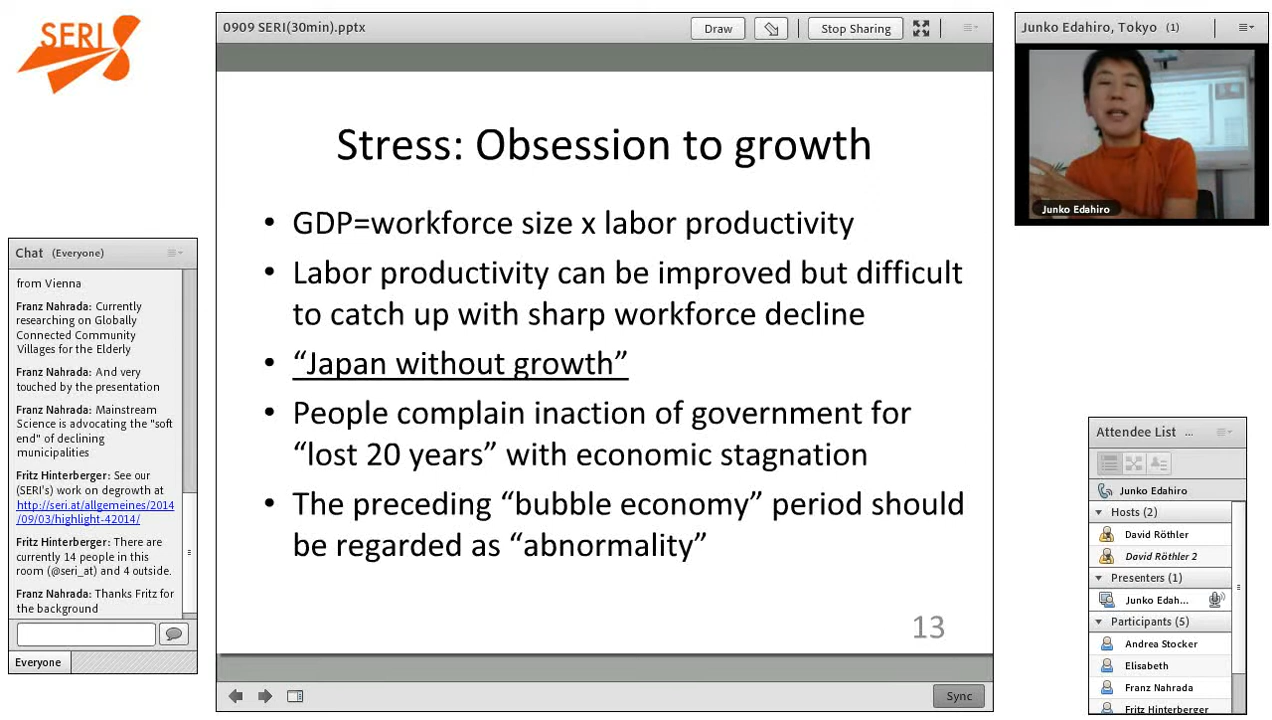 SERI
0909 SERI(30min).pptx
Draw
Stop Sharing
Stress: Obsession to growth
• GDP=workforce size x labor productivity
• Labor productivity can be improved but difficult
to catch up with sharp workforce decline
• “Japan without growth”
• People complain inaction of government for
“lost 20 years” with economic stagnation
• The preceding “bubble economy” period should
be regarded as “abnormality”
13
Sync
Chat (Everyone)
from Vienna
Franz Nahrada: Currently
researching on Globally
Connected Community
Villages for the Elderly
Franz Nahrada: And very
touched by the presentation
Franz Nahrada: Mainstream
Science is advocating the "soft
end" of declining
municipalities
Fritz Hinterberger: See our
(SERI's) work on degrowth at
http://seri.at/allgemeines/2014
/09/03/highlight-42014/
Fritz Hinterberger: There are
currently 14 people in this
room (@seri_at) and 4 outside.
Franz Nahrada: Thanks Fritz for
the background
Everyone
Junko Edahiro, Tokyo (1)
Junko Edahiro
Attendee List ...
Junko Edahiro
Hosts (2)
David Röthler
David Röthler 2
Presenters (1)
Junko Edah...
Participants (5)
Andrea Stocker
Elisabeth
Franz Nahrada
Fritz Hinterberger